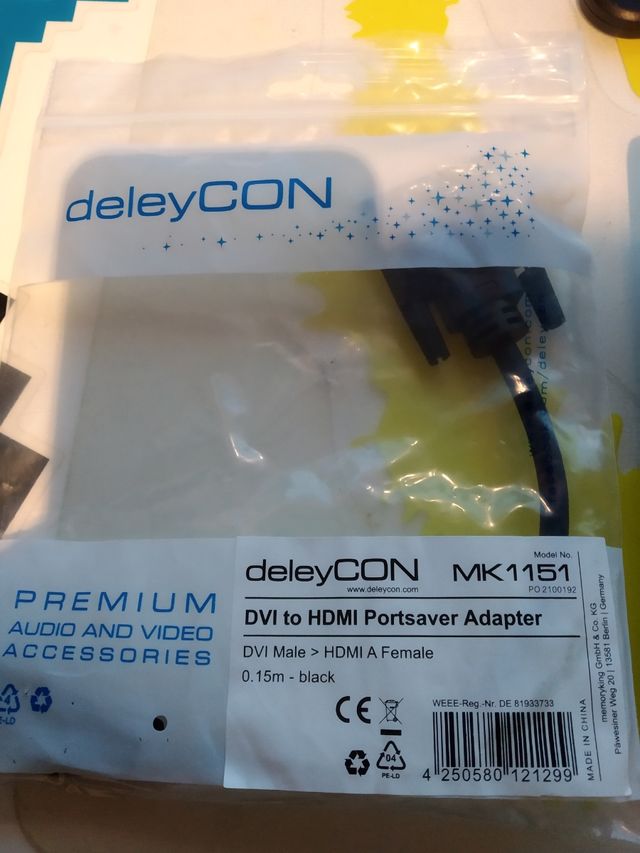 deleyCON
PREMIUM
AUDIO AND VIDEO
ACCESSORIES
deleyCON
www.deleycon.com
Model No.
MK1151
PO 2100192
DVI to HDMI Portsaver Adapter
DVI Male > HDMI A Female
0.15m - black
CE
WEEE-Reg.-Nr. DE 81933733
04
PE-LD
4 250580 121299
MADE IN CHINA
memoryking GmbH & Co. KG
Päwesiner Weg 20 | 13581 Berlin | Germany